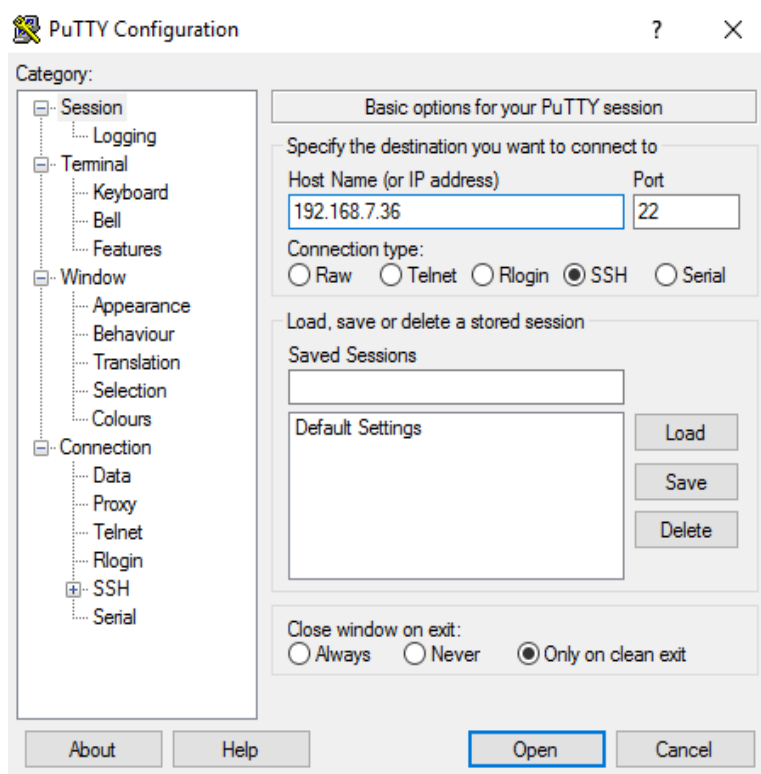 PuTTY Configuration
?
Category:
Session
Logging
Terminal
Keyboard
Bell
Features
Window
Appearance
Behaviour
Translation
Selection
Colours
Connection
Data
Proxy
Telnet
Rlogin
SSH
Serial
Basic options for your PuTTY session
Specify the destination you want to connect to
Host Name (or IP address) Port
192.168.7.36 22
Connection type:
Raw Telnet Rlogin SSH Serial
Load, save or delete a stored session
Saved Sessions
Default Settings
Load
Save
Delete
Close window on exit:
Always Never Only on clean exit
About Help Open Cancel